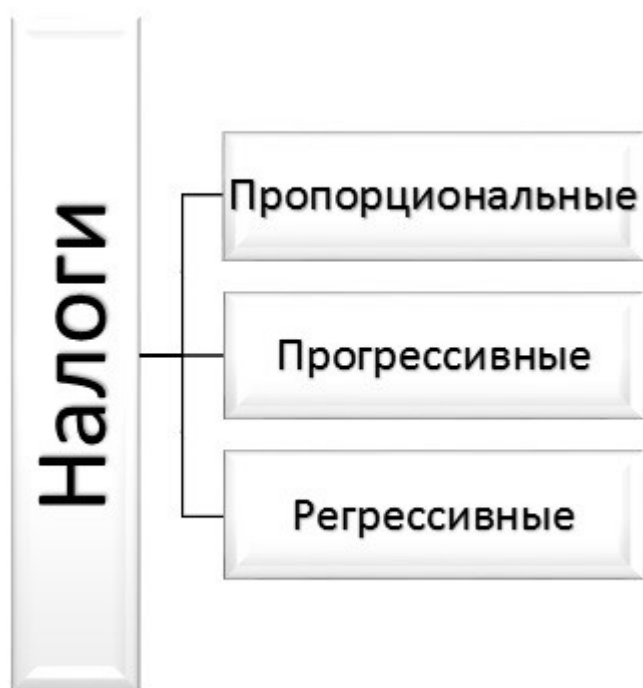 Налоги
Пропорциональные
Прогрессивные
Регрессивные